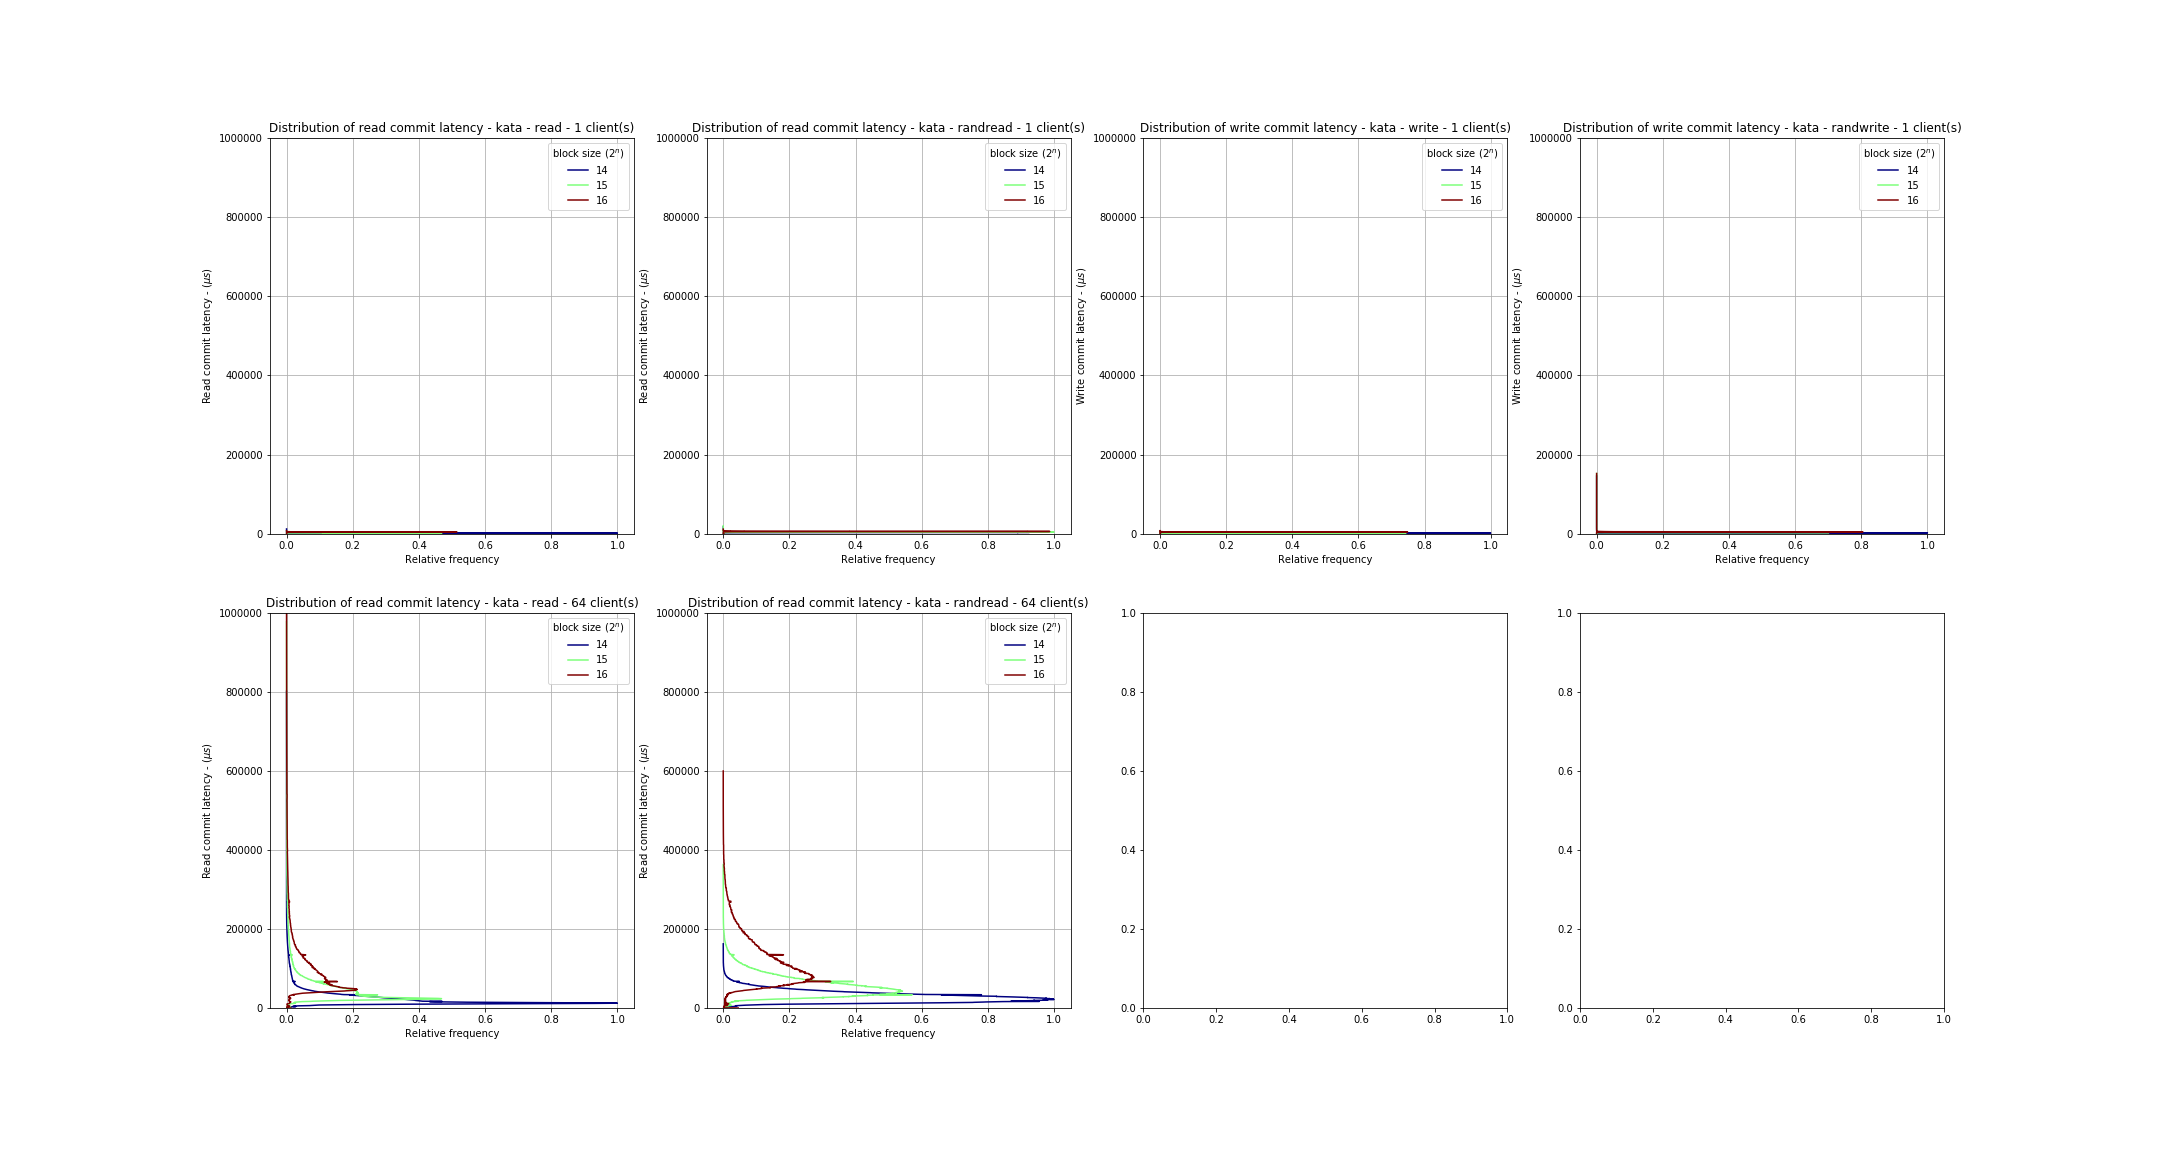 Distribution of read commit latency - kata - read - 1 client(s)
1000000
800000
600000
400000
200000
0
Read commit latency - (μs)
block size (2ⁿ)
14
15
16
0.0 0.2 0.4 0.6 0.8 1.0
Relative frequency
Distribution of read commit latency - kata - randread - 1 client(s)
1000000
800000
600000
400000
200000
0
Read commit latency - (μs)
block size (2ⁿ)
14
15
16
0.0 0.2 0.4 0.6 0.8 1.0
Relative frequency
Distribution of write commit latency - kata - write - 1 client(s)
1000000
800000
600000
400000
200000
0
Write commit latency - (μs)
block size (2ⁿ)
14
15
16
0.0 0.2 0.4 0.6 0.8 1.0
Relative frequency
Distribution of write commit latency - kata - randwrite - 1 client(s)
1000000
800000
600000
400000
200000
0
Write commit latency - (μs)
block size (2ⁿ)
14
15
16
0.0 0.2 0.4 0.6 0.8 1.0
Relative frequency
Distribution of read commit latency - kata - read - 64 client(s)
1000000
800000
600000
400000
200000
0
Read commit latency - (μs)
block size (2ⁿ)
14
15
16
0.0 0.2 0.4 0.6 0.8 1.0
Relative frequency
Distribution of read commit latency - kata - randread - 64 client(s)
1000000
800000
600000
400000
200000
0
Read commit latency - (μs)
block size (2ⁿ)
14
15
16
0.0 0.2 0.4 0.6 0.8 1.0
Relative frequency
1.0
0.8
0.6
0.4
0.2
0.0
0.0 0.2 0.4 0.6 0.8 1.0
1.0
0.8
0.6
0.4
0.2
0.0
0.0 0.2 0.4 0.6 0.8 1.0